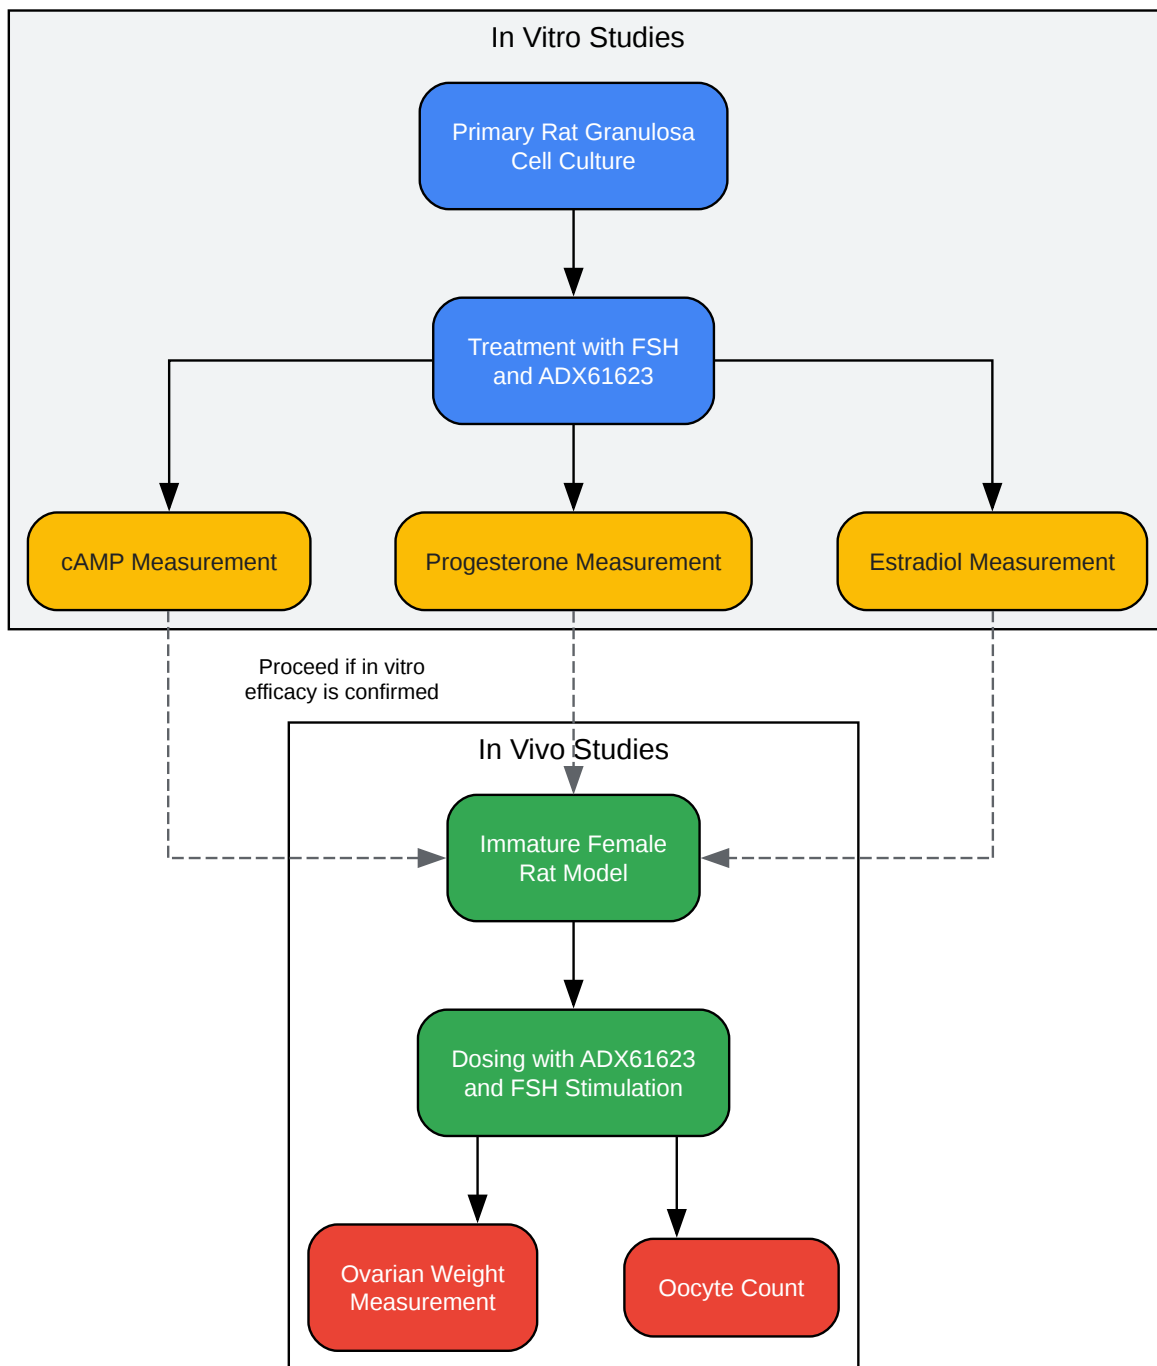 In Vitro Studies
Primary Rat Granulosa
Cell Culture
Treatment with FSH
and ADX61623
cAMP Measurement
Progesterone Measurement
Estradiol Measurement
Proceed if in vitro
efficacy is confirmed
In Vivo Studies
Immature Female
Rat Model
Dosing with ADX61623
and FSH Stimulation
Ovarian Weight
Measurement
Oocyte Count